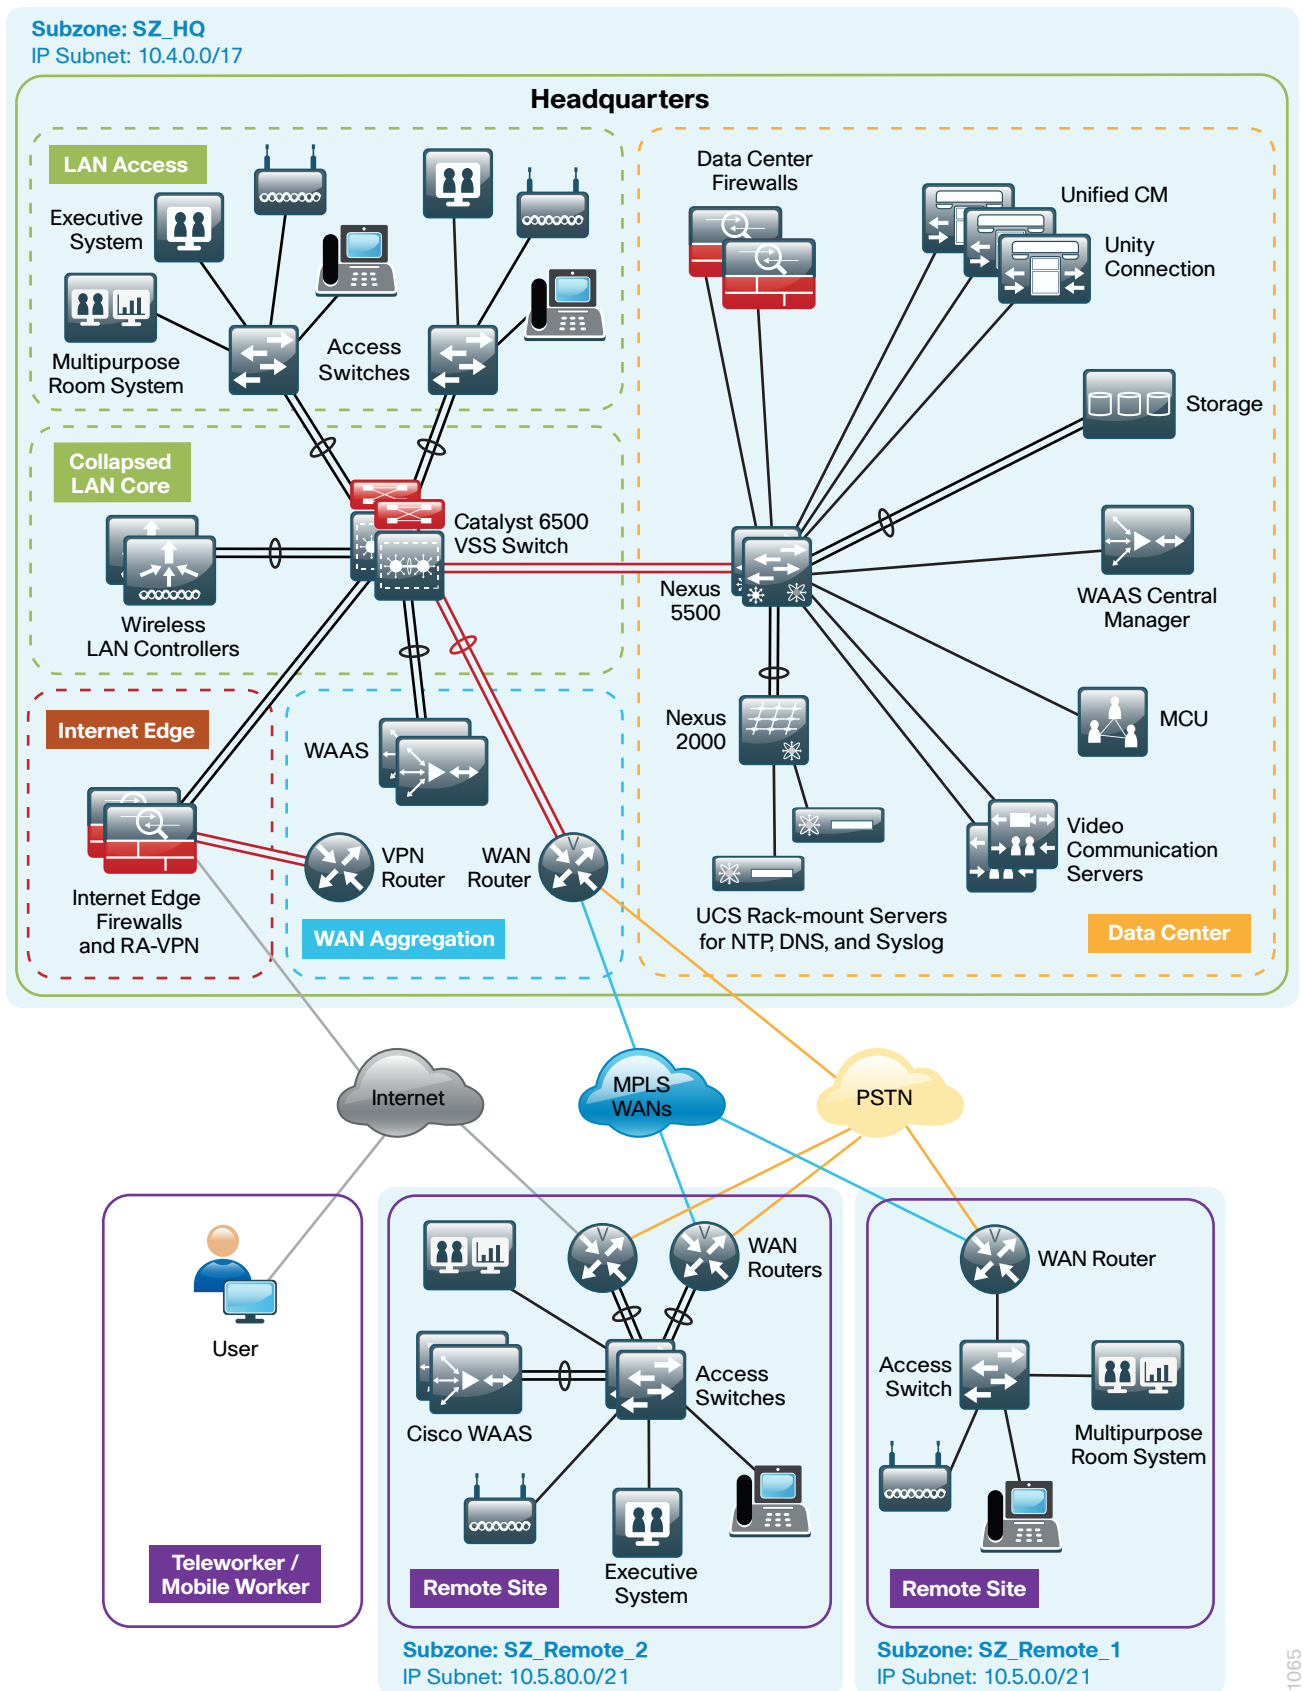 Subzone: SZ_HQ
IP Subnet: 10.4.0.0/17
Headquarters
LAN Access
Executive
System
Multipurpose
Room System
Access
Switches
Collapsed
LAN Core
Catalyst 6500
VSS Switch
Wireless
LAN Controllers
Internet Edge
Internet Edge
Firewalls
and RA-VPN
WAAS
VPN
Router
WAN
Router
V
WAN Aggregation
Data Center
Firewalls
Unified CM
Unity
Connection
Storage
Nexus
5500
WAAS Central
Manager
Nexus
2000
MCU
Video
Communication
Servers
UCS Rack-mount Servers
for NTP, DNS, and Syslog
Data Center
Internet
MPLS
WANs
PSTN
User
Teleworker /
Mobile Worker
V
V
WAN
Routers
Access
Switches
Cisco WAAS
Executive
System
Remote Site
Subzone: SZ_Remote_2
IP Subnet: 10.5.80.0/21
V
WAN Router
Access
Switch
Multipurpose
Room System
Remote Site
Subzone: SZ_Remote_1
IP Subnet: 10.5.0.0/21
1065